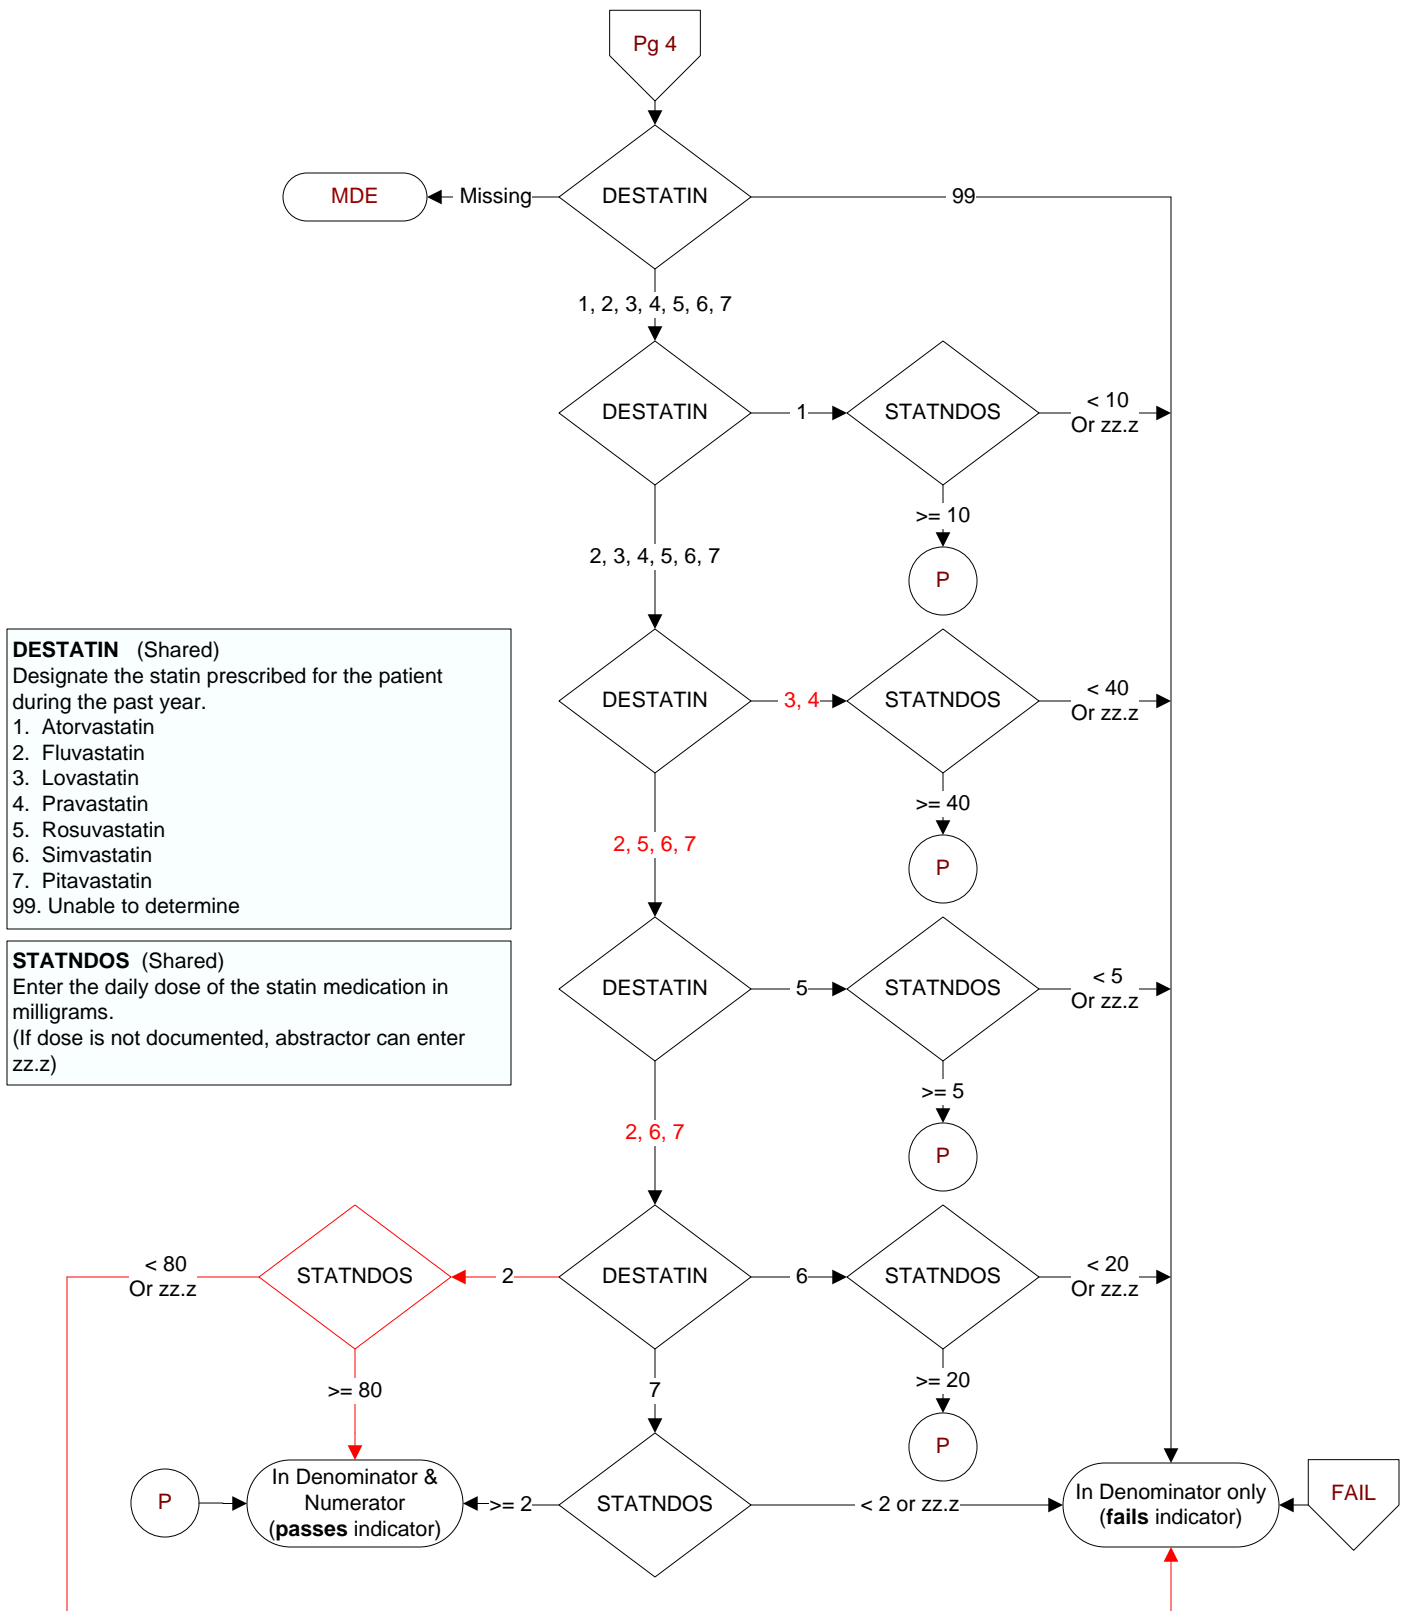 Pg 4
MDE
Missing
DESTATIN
99
1, 2, 3, 4, 5, 6, 7
DESTATIN
1
STATNDOS
< 10
Or zz.z
>= 10
P
2, 3, 4, 5, 6, 7
DESTATIN
3, 4
STATNDOS
< 40
Or zz.z
>= 40
P
DESTATIN (Shared)
Designate the statin prescribed for the patient
during the past year.
1. Atorvastatin
2. Fluvastatin
3. Lovastatin
4. Pravastatin
5. Rosuvastatin
6. Simvastatin
7. Pitavastatin
99. Unable to determine
STATNDOS (Shared)
Enter the daily dose of the statin medication in
milligrams.
(If dose is not documented, abstractor can enter
zz.z)
2, 5, 6, 7
DESTATIN
5
STATNDOS
< 5
Or zz.z
>= 5
P
2, 6, 7
< 80
Or zz.z
STATNDOS
2
DESTATIN
6
STATNDOS
< 20
Or zz.z
>= 80
7
>= 20
P
P
In Denominator &
Numerator
(passes indicator)
>= 2
STATNDOS
< 2 or zz.z
In Denominator only
(fails indicator)
FAIL